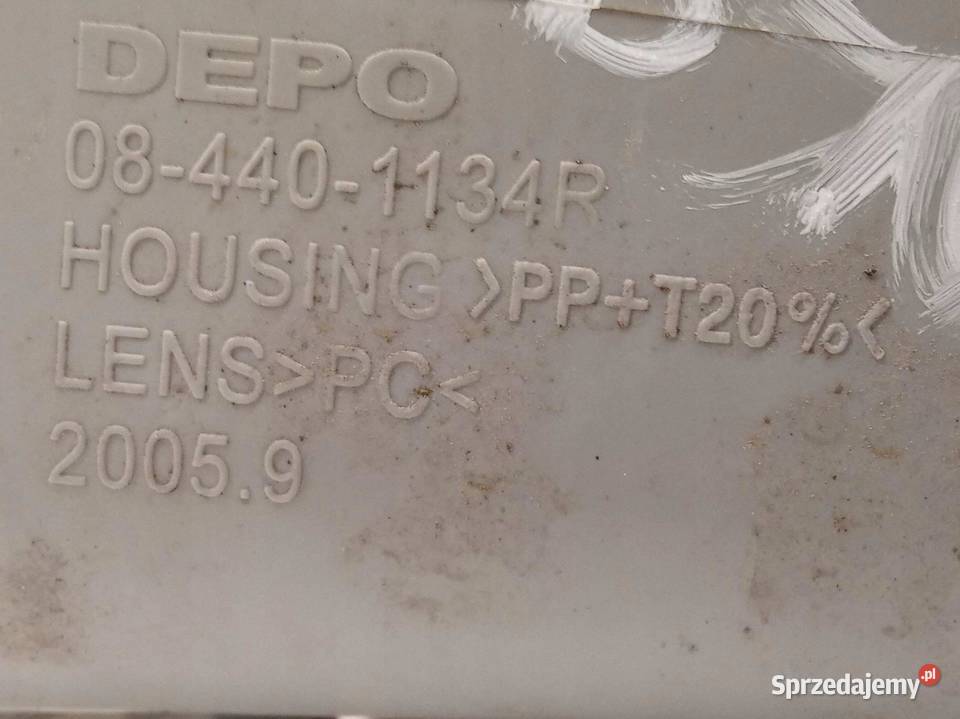 DEPO
08-440-1134R
HOUSING >PP+T20%<
LENS>PC<
2005.9
Sprzedajemy.pl